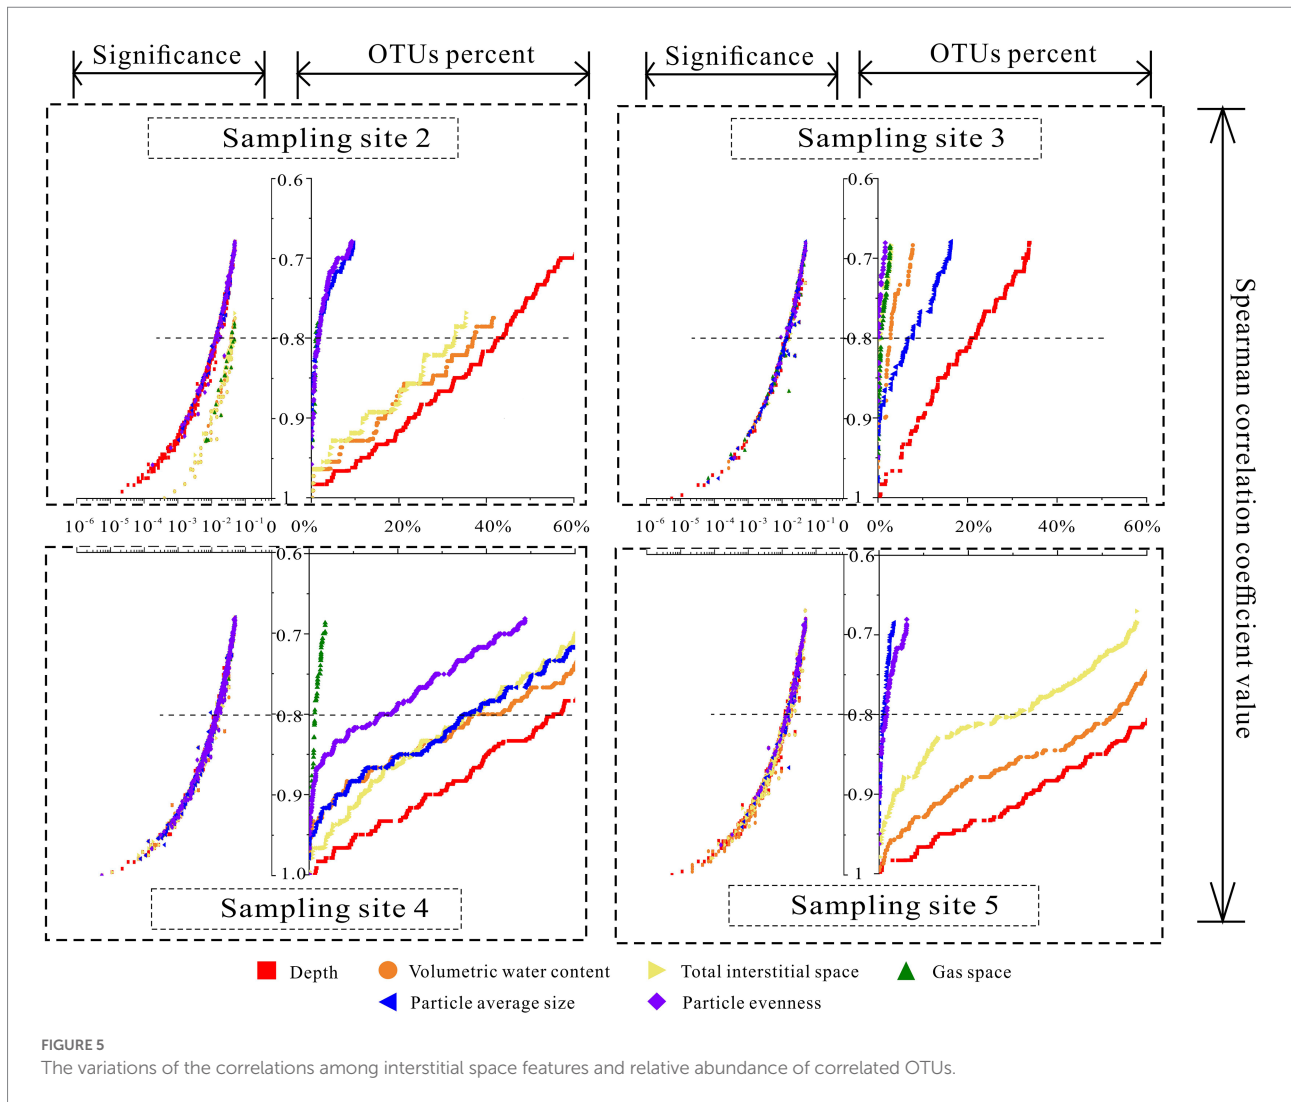 Significance OTUs percent Significance OTUs percent
Sampling site 2 Sampling site 3
0.6 0.6
0.7 0.7
0.8 0.8
0.9 0.9
1 1
10-6 10-5 10-4 10-3 10-2 10-1 0 0% 20% 40% 60% 10-6 10-5 10-4 10-3 10-2 10-1 0 0% 20% 40% 60%
0.6 0.6
0.7 0.7
0.8 0.8
0.9 0.9
1.0 1
Sampling site 4 Sampling site 5
Spearman correlation coefficient value
Depth Volumetric water content Total interstitial space Gas space
Particle average size Particle evenness
FIGURE 5
The variations of the correlations among interstitial space features and relative abundance of correlated OTUs.